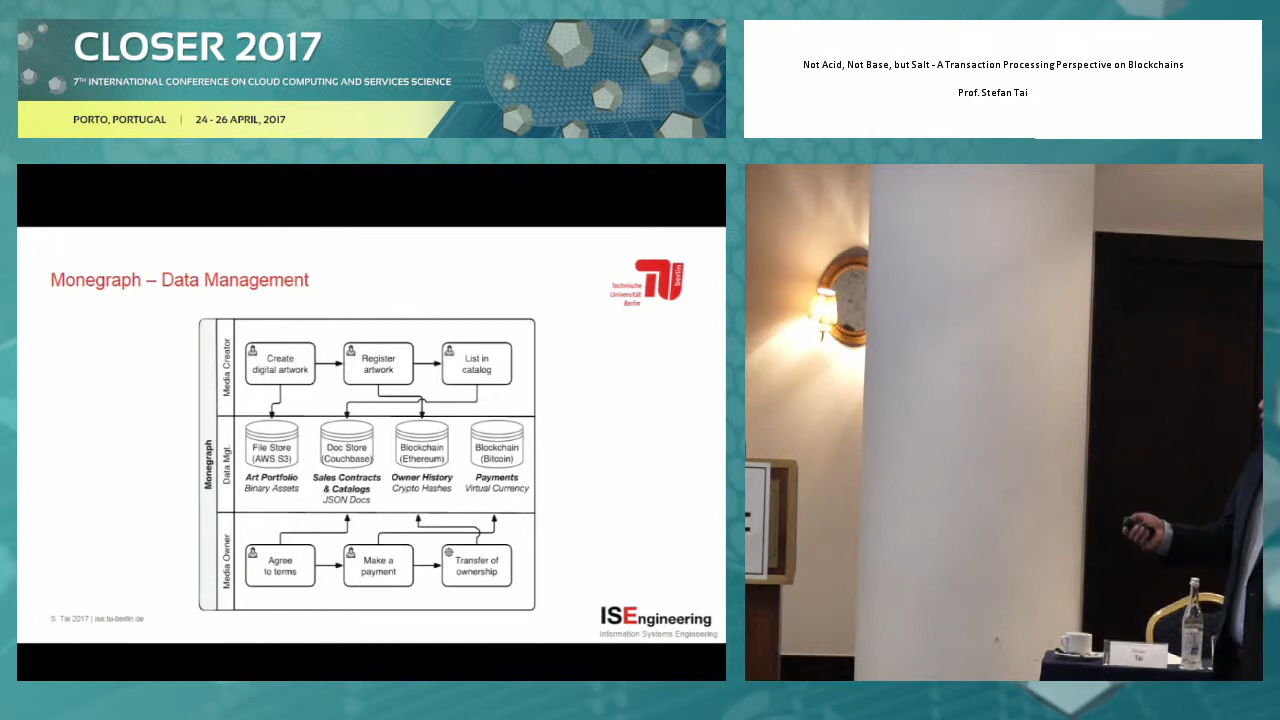 CLOSER 2017
7TH INTERNATIONAL CONFERENCE ON CLOUD COMPUTING AND SERVICES SCIENCE
PORTO, PORTUGAL | 24 - 26 APRIL, 2017
Not Acid, Not Base, but Salt - A Transaction Processing Perspective on Blockchains
Prof. Stefan Tai
Monegraph – Data Management
Technische
Universität
Berlin
berlin
Monegraph
Media Creator
Create
digital artwork
Register
artwork
List in
catalog
Data Mgt.
File Store
(AWS S3)
Doc Store
(Couchbase)
Blockchain
(Ethereum)
Blockchain
(Bitcoin)
Art Portfolio
Binary Assets
Sales Contracts
& Catalogs
JSON Docs
Owner History
Crypto Hashes
Payments
Virtual Currency
Media Owner
Agree
to terms
Make a
payment
Transfer of
ownership
S. Tai 2017 | ise.tu-berlin.de
ISEngineering
Information Systems Engineering
Tai